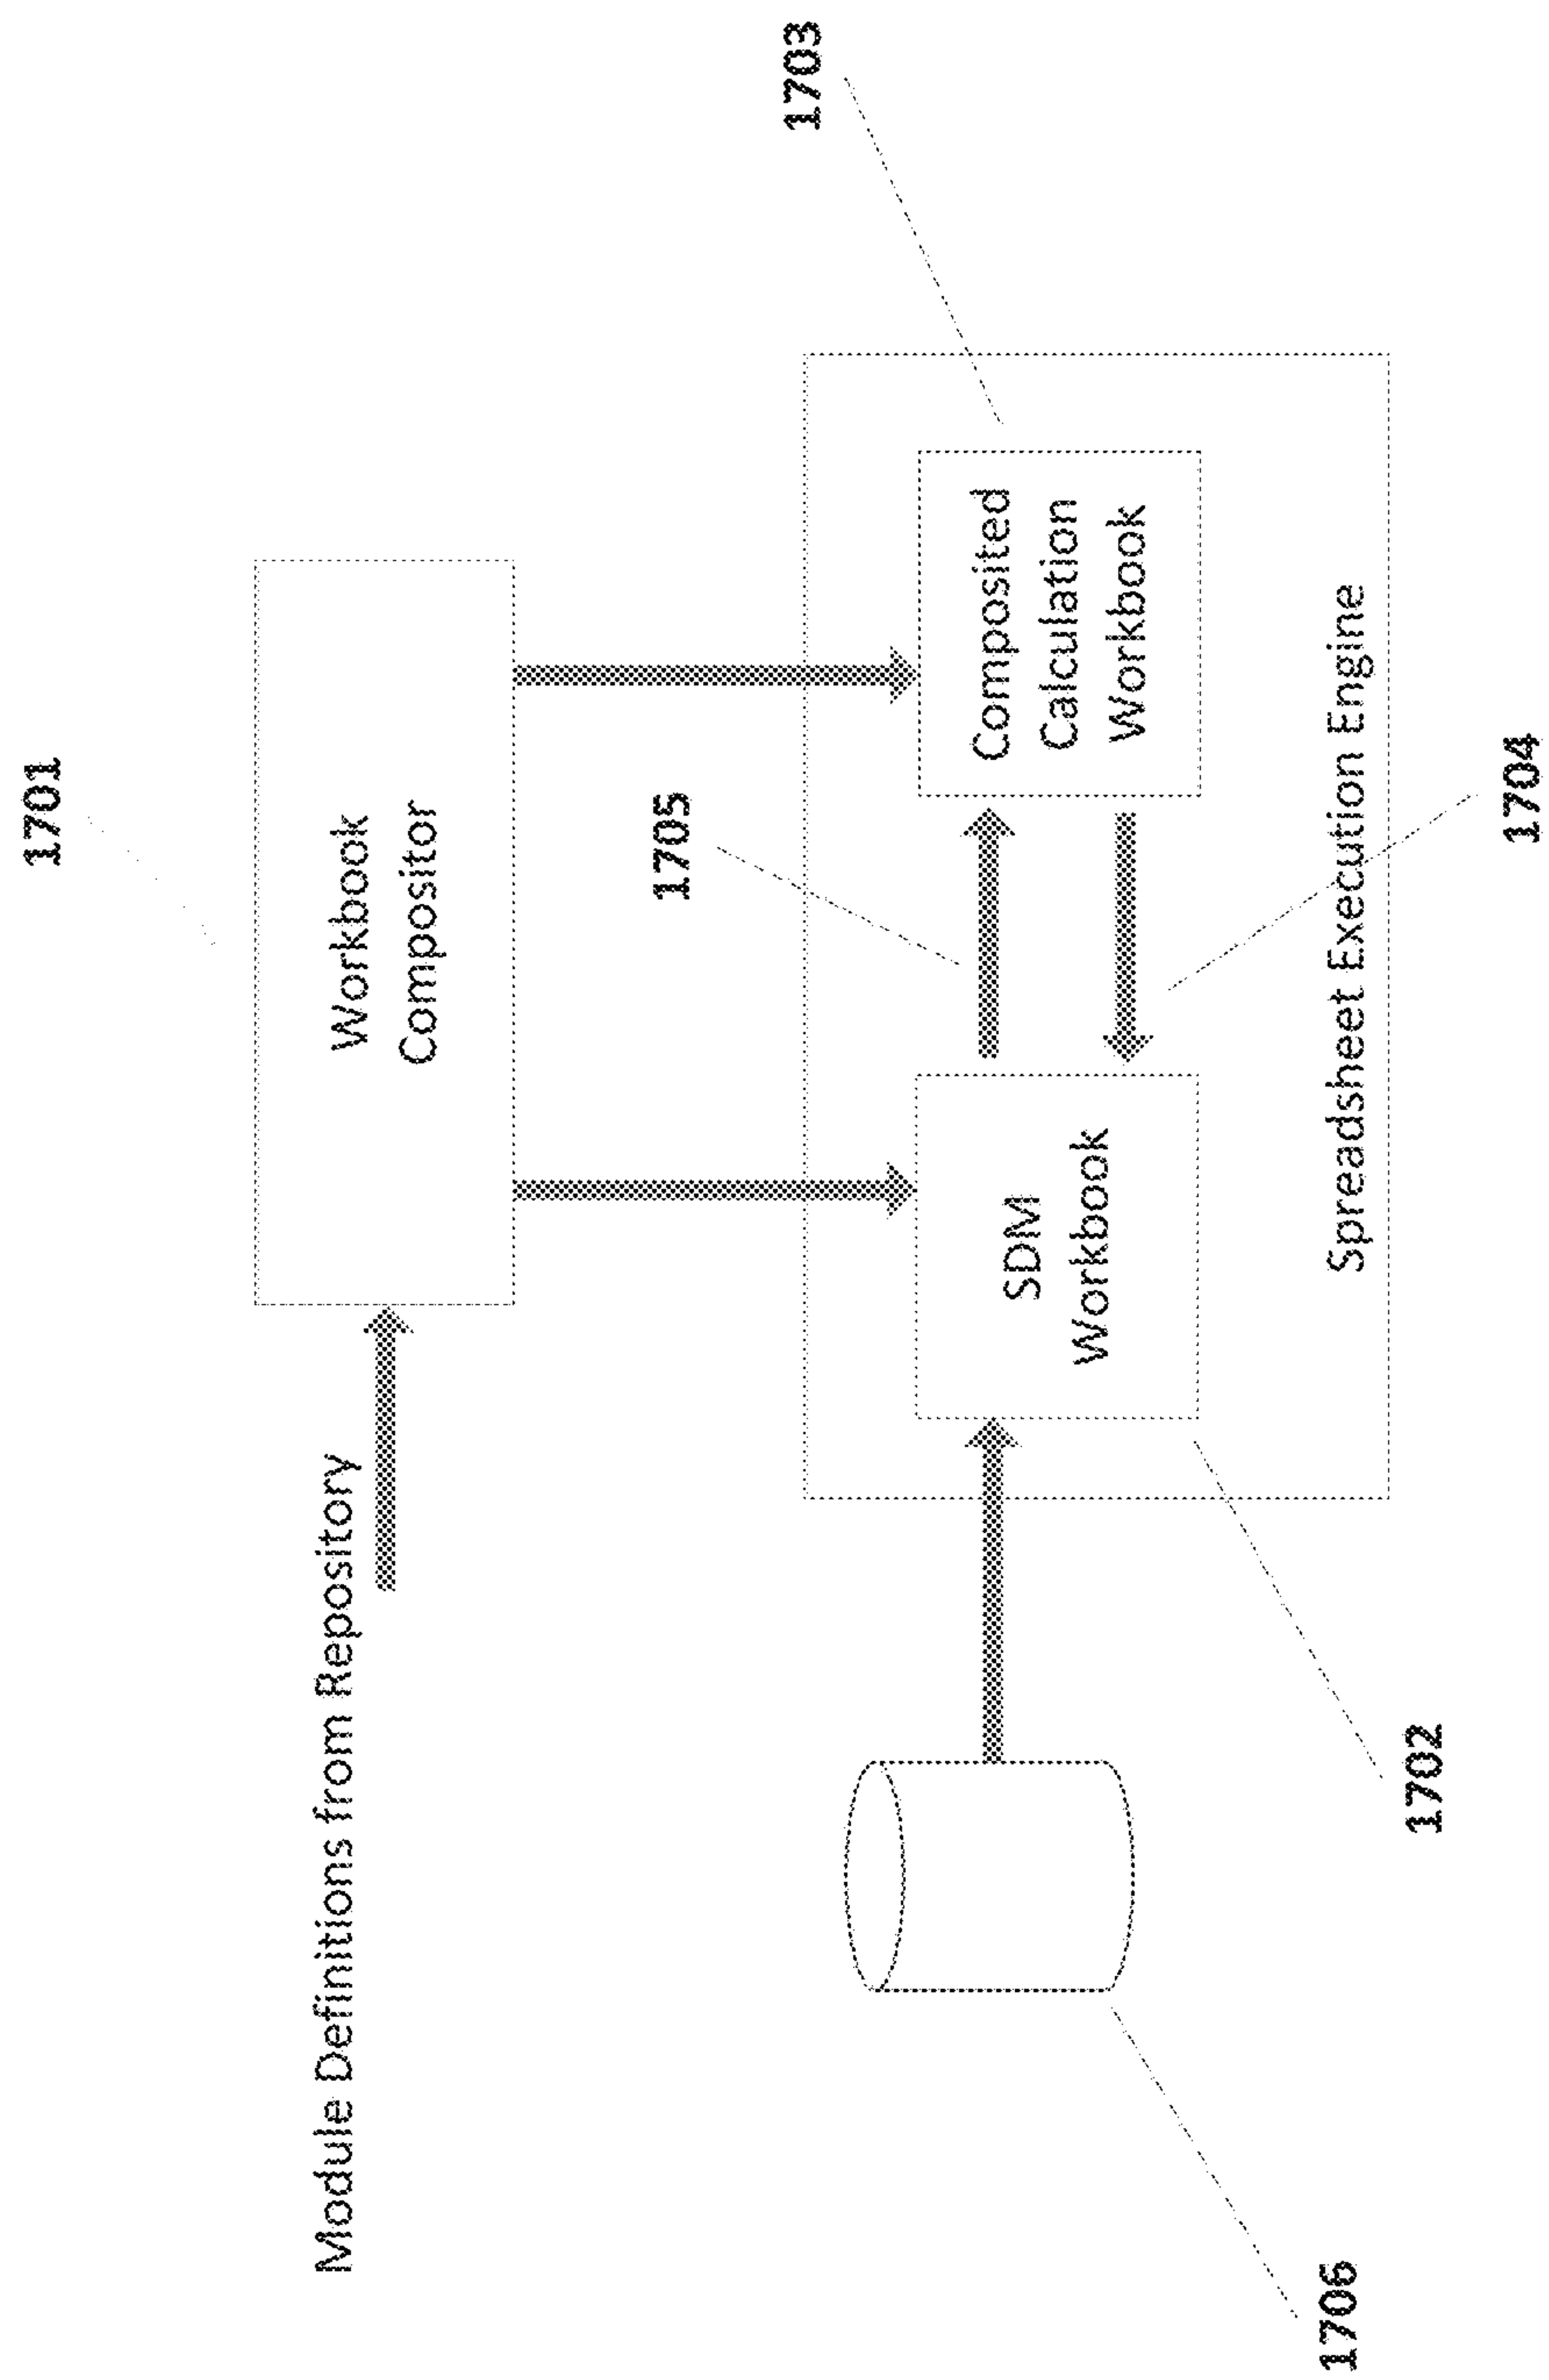 1701
Module Definitions from Repository
Workbook
Compositor
1705
1703
SDM
Workbook
Composited
Calculation
Workbook
Spreadsheet Execution Engine
1706
1702
1704